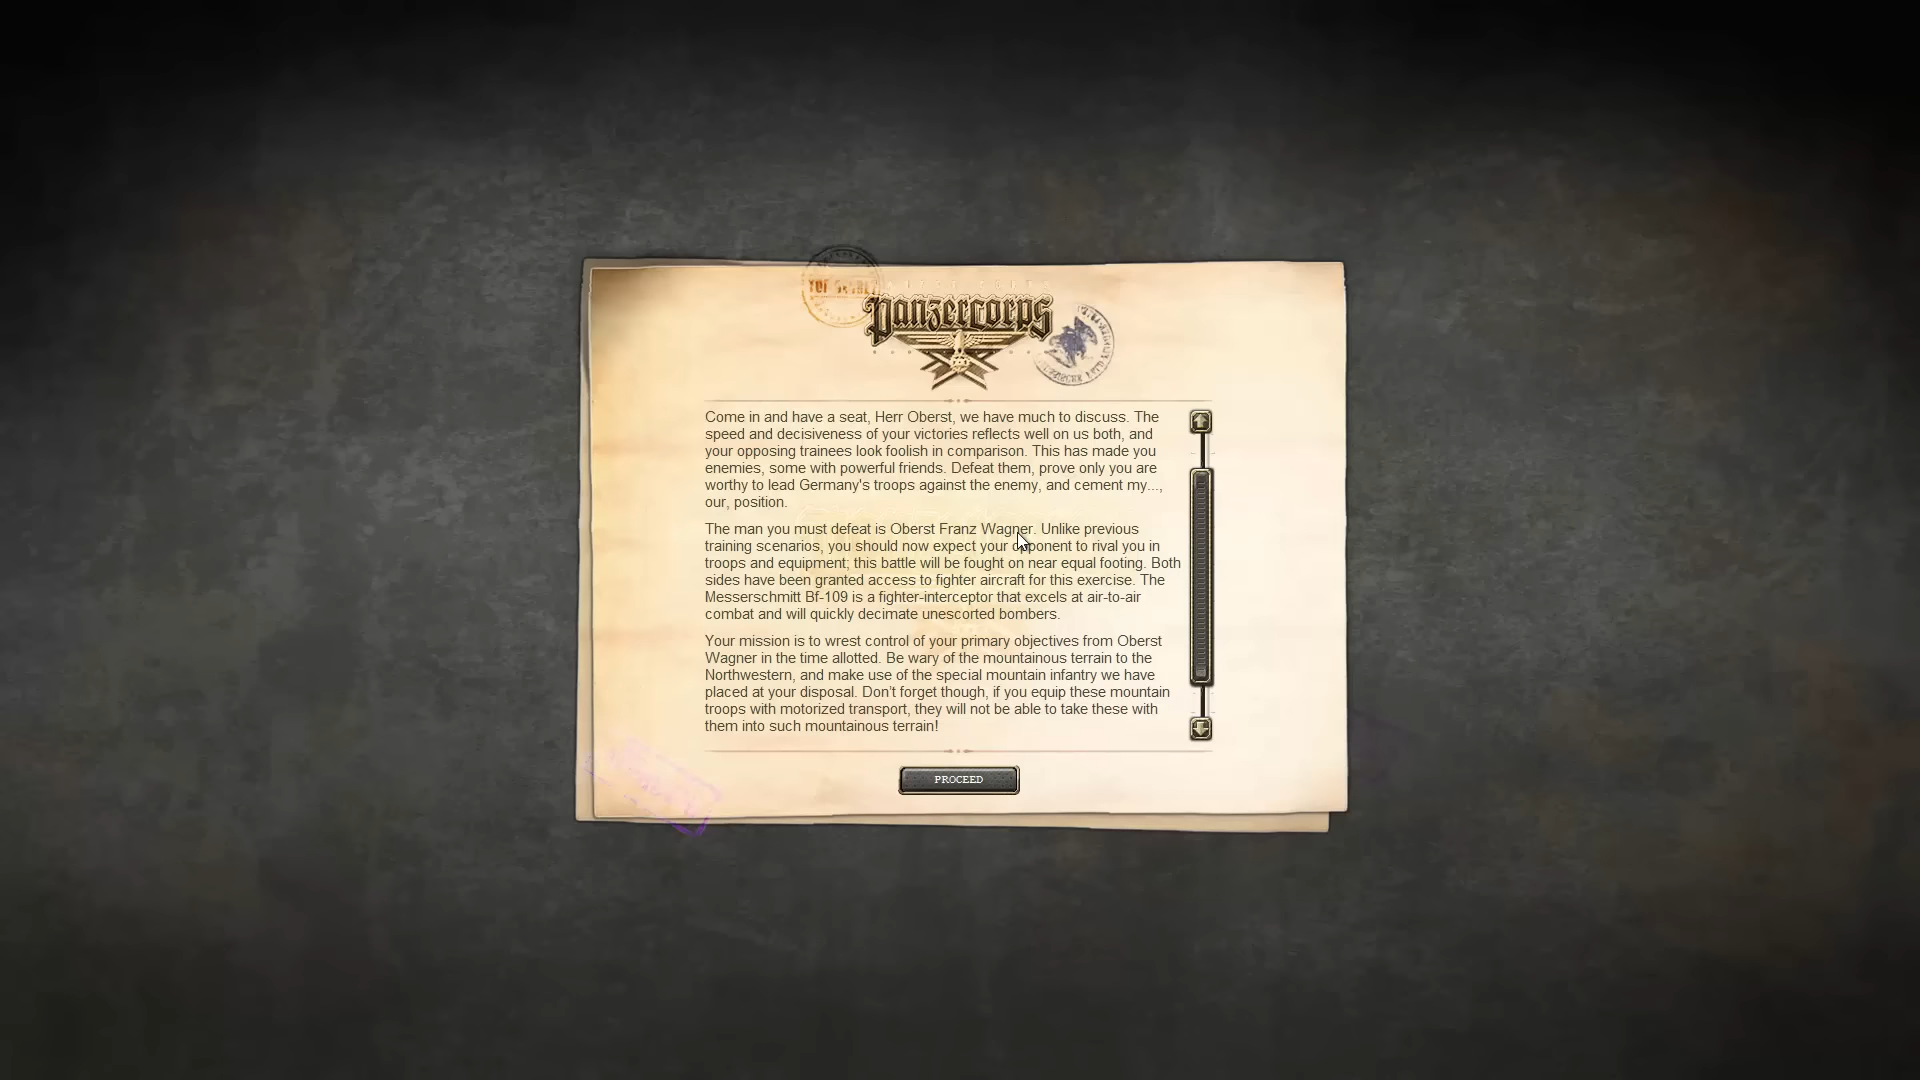 panzercorps
Come in and have a seat, Herr Oberst, we have much to discuss. The
speed and decisiveness of your victories reflects well on us both, and
your opposing trainees look foolish in comparison. This has made you
enemies, some with powerful friends. Defeat them, prove only you are
worthy to lead Germany's troops against the enemy, and cement my...,
our, position.
The man you must defeat is Oberst Franz Wagner. Unlike previous
training scenarios, you should now expect your opponent to rival you in
troops and equipment; this battle will be fought on near equal footing. Both
sides have been granted access to fighter aircraft for this exercise. The
Messerschmitt Bf-109 is a fighter-interceptor that excels at air-to-air
combat and will quickly decimate unescorted bombers.
Your mission is to wrest control of your primary objectives from Oberst
Wagner in the time allotted. Be wary of the mountainous terrain to the
Northwestern, and make use of the special mountain infantry we have
placed at your disposal. Don't forget though, if you equip these mountain
troops with motorized transport, they will not be able to take these with
them into such mountainous terrain!
PROCEED